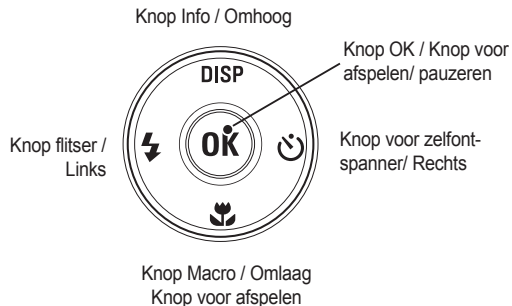 Knop Info / Omhoog
Knop OK / Knop voor
afspelen/ pauzeren
DISP
Knop flitser /
Links
OK
Knop voor zelfont-
spanner/ Rechts
Knop Macro / Omlaag
Knop voor afspelen